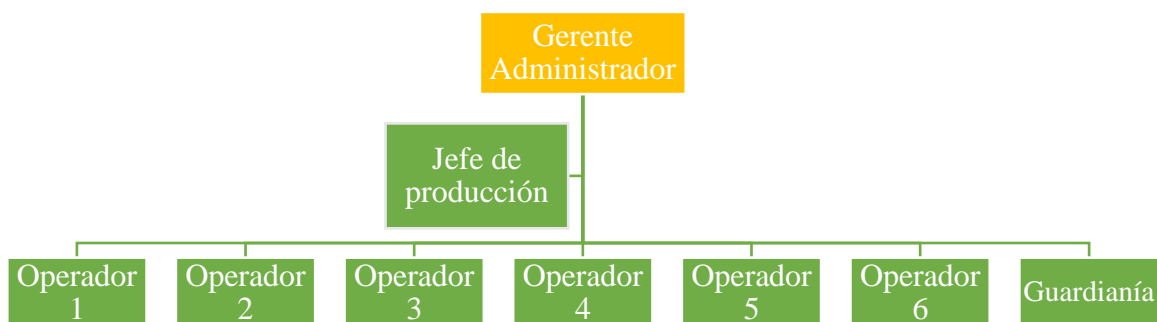 Gerente
Administrador
Jefe de
producción
Operador
1
Operador
2
Operador
3
Operador
4
Operador
5
Operador
6
Guardianía